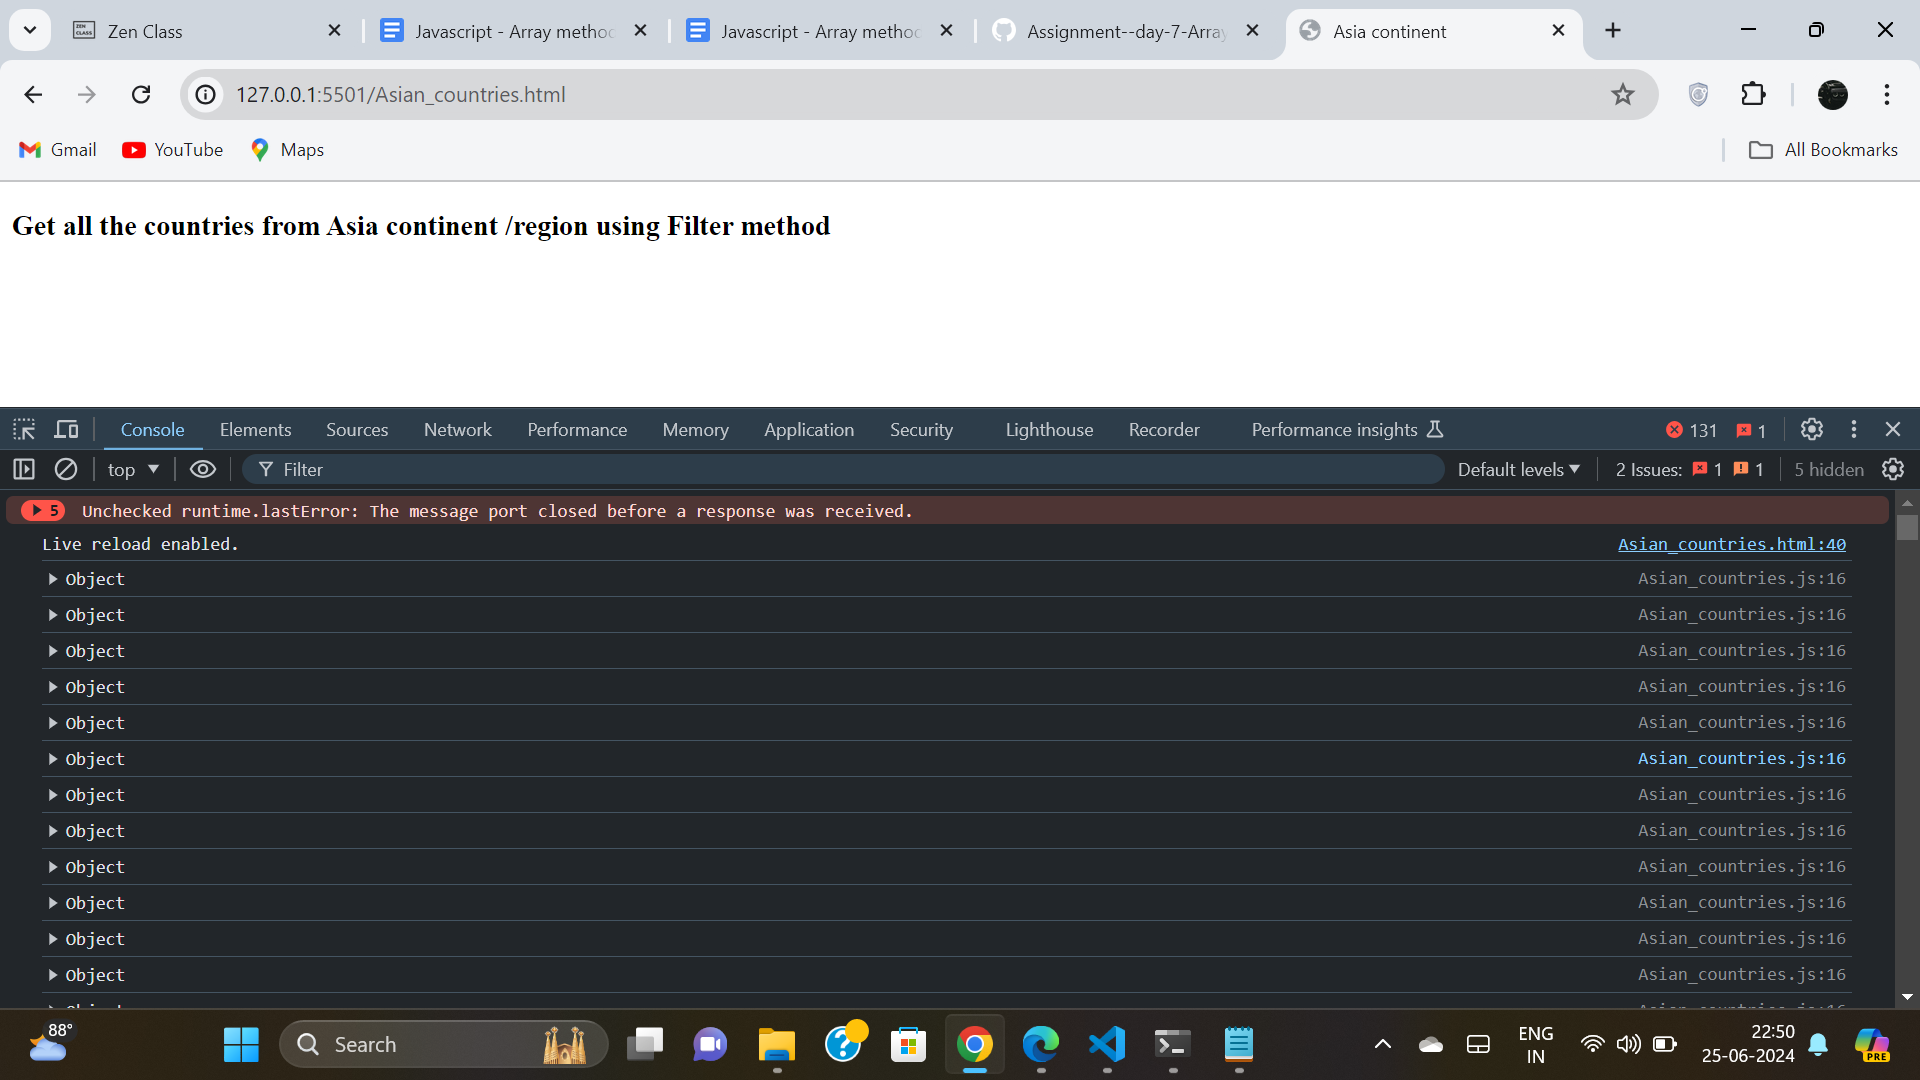 Zen Class
Javascript - Array method
Javascript - Array method
Assignment--day-7-Array
Asia continent
127.0.0.1:5501/Asian_countries.html
Gmail
YouTube
Maps
All Bookmarks
Get all the countries from Asia continent /region using Filter method
Console Elements Sources Network Performance Memory Application Security Lighthouse Recorder Performance insights 131 1
top Filter Default levels 2 Issues: 1 1 5 hidden
5 Unchecked runtime.lastError: The message port closed before a response was received.
Live reload enabled. Asian_countries.html:40
Object Asian_countries.js:16
Object Asian_countries.js:16
Object Asian_countries.js:16
Object Asian_countries.js:16
Object Asian_countries.js:16
Object Asian_countries.js:16
Object Asian_countries.js:16
Object Asian_countries.js:16
Object Asian_countries.js:16
Object Asian_countries.js:16
Object Asian_countries.js:16
Object Asian_countries.js:16
88°
Search
ENG
IN
22:50
25-06-2024
PRE